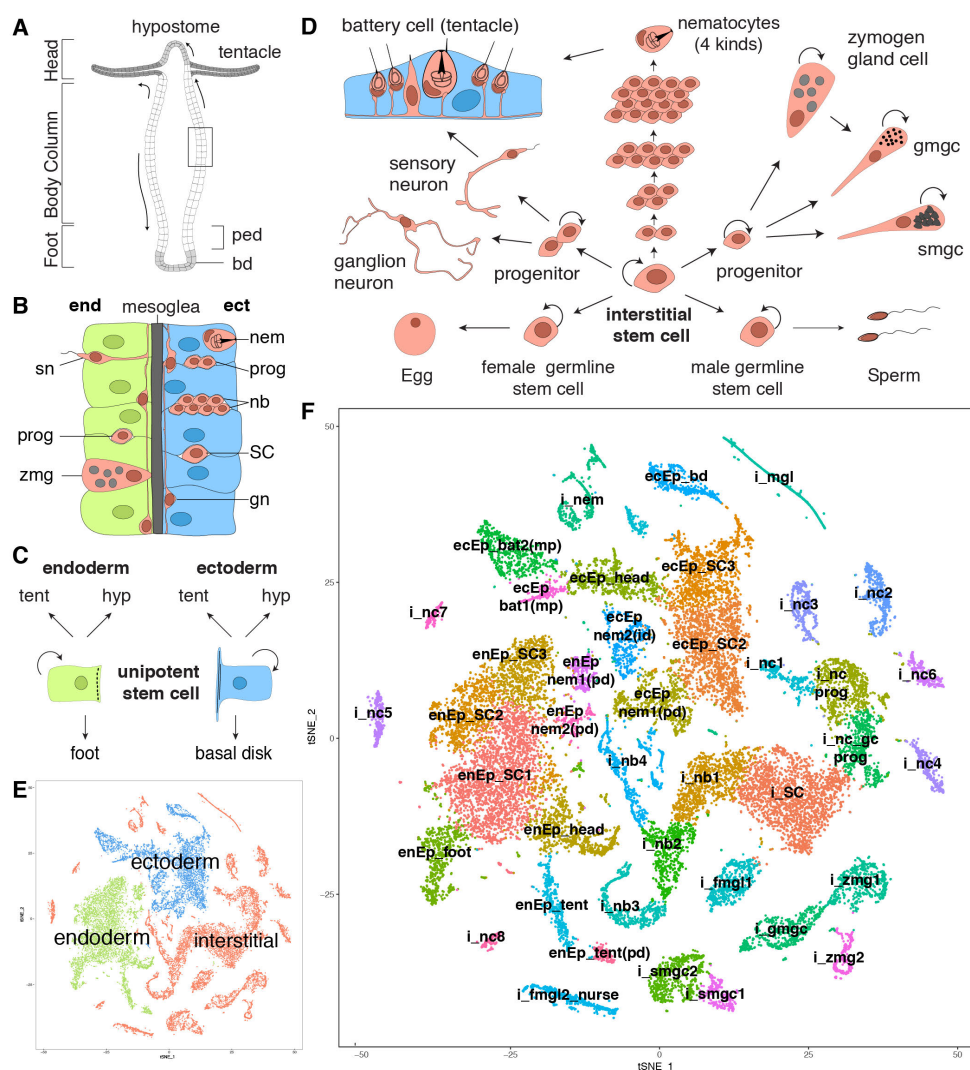 A
hypostome
tentacle
Head
Body Column
Foot
ped
bd
B
end
mesoglea
ect
sn
nem
prog
nb
prog
SC
zmg
gn
C
endoderm
ectoderm
tent
hyp
tent
hyp
unipotent
stem cell
foot
basal disk
D
battery cell (tentacle)
nematocytes
(4 kinds)
zymogen
gland cell
gmgc
smgc
sensory
neuron
ganglion
neuron
progenitor
progenitor
interstitial
stem cell
Egg
female germline
stem cell
male germline
stem cell
Sperm
E
ectoderm
endoderm
interstitial
tSNE_1
tSNE_2
F
50
25
0
-25
-50
-25
0
25
50
tSNE_1
tSNE_2
i_nem
ecEp_bd
i_mgl
ecEp_bat2(mp)
ecEp_head
ecEp_SC3
ecEp
bat1(mp)
i_nc7
i_nc3
i_nc2
ecEp
nem2(id)
ecEp_SC2
enEp_SC3
enEp
nem1(pd)
i_nc1
i_nc
prog
i_nc6
ecEp
nem1(pd)
i_nc5
enEp_SC2
enEp
nem2(pd)
i_nc_gc
prog
i_nc4
i_nb4
enEp_SC1
i_nb1
i_SC
enEp_head
i_nb2
enEp_foot
i_fmgl1
i_zmg1
enEp_tent
i_nb3
i_gmgc
i_nc8
enEp_tent(pd)
i_zmg2
i_smgc2
i_smgc1
i_fmgl2_nurse